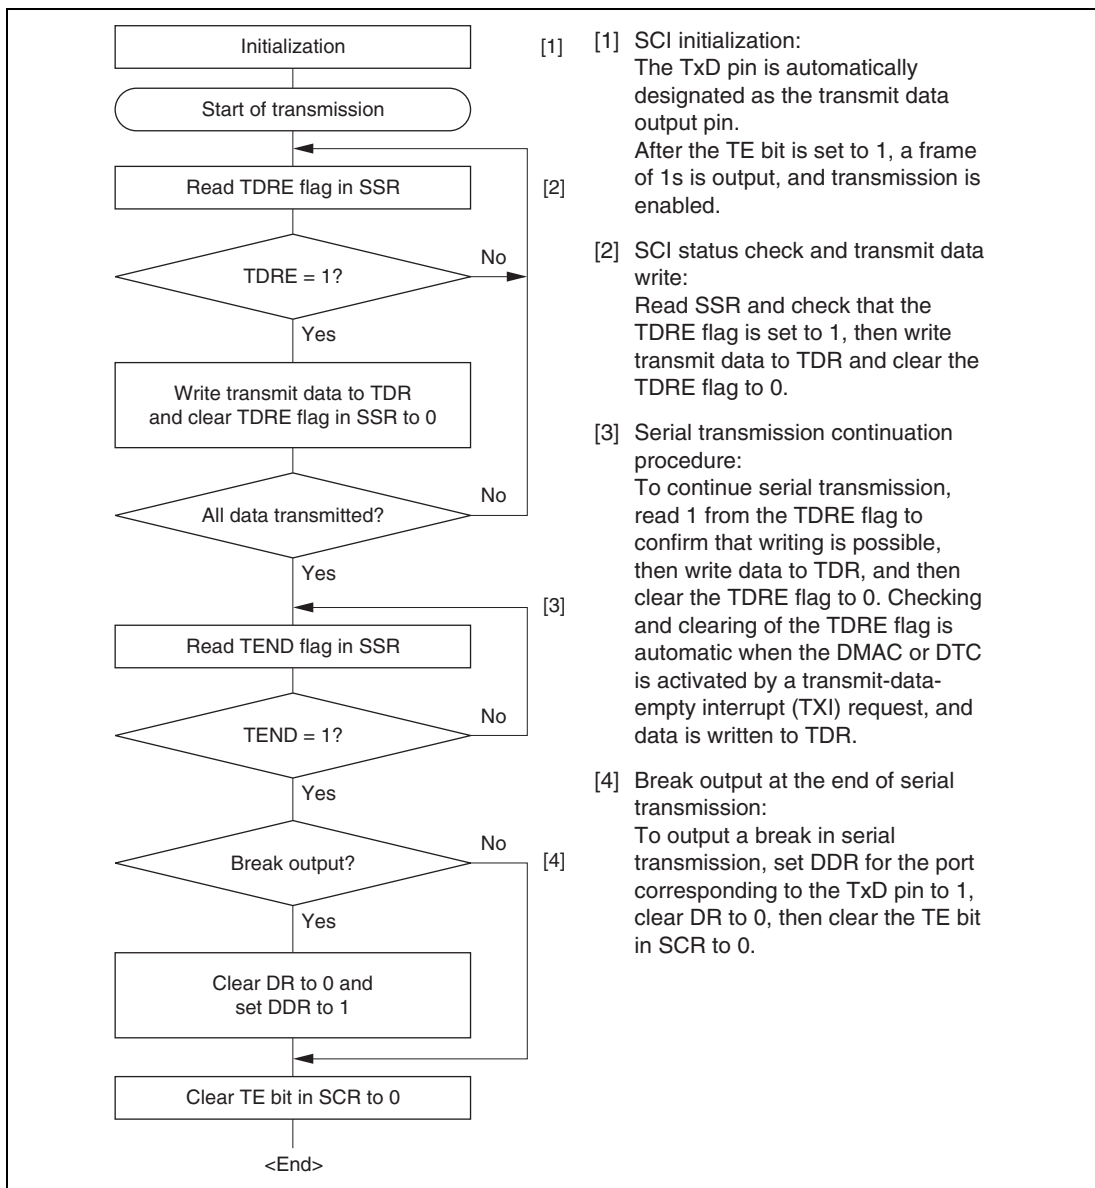 Initialization
[1]
Start of transmission
Read TDRE flag in SSR
[2]
TDRE = 1?
No
Yes
Write transmit data to TDR
and clear TDRE flag in SSR to 0
All data transmitted?
No
Yes
[3]
Read TEND flag in SSR
TEND = 1?
No
Yes
Break output?
No
[4]
Yes
Clear DR to 0 and
set DDR to 1
Clear TE bit in SCR to 0
<End>
[1] SCI initialization:
The TxD pin is automatically
designated as the transmit data
output pin.
After the TE bit is set to 1, a frame
of 1s is output, and transmission is
enabled.
[2] SCI status check and transmit data
write:
Read SSR and check that the
TDRE flag is set to 1, then write
transmit data to TDR and clear the
TDRE flag to 0.
[3] Serial transmission continuation
procedure:
To continue serial transmission,
read 1 from the TDRE flag to
confirm that writing is possible,
then write data to TDR, and then
clear the TDRE flag to 0. Checking
and clearing of the TDRE flag is
automatic when the DMAC or DTC
is activated by a transmit-data-
empty interrupt (TXI) request, and
data is written to TDR.
[4] Break output at the end of serial
transmission:
To output a break in serial
transmission, set DDR for the port
corresponding to the TxD pin to 1,
clear DR to 0, then clear the TE bit
in SCR to 0.